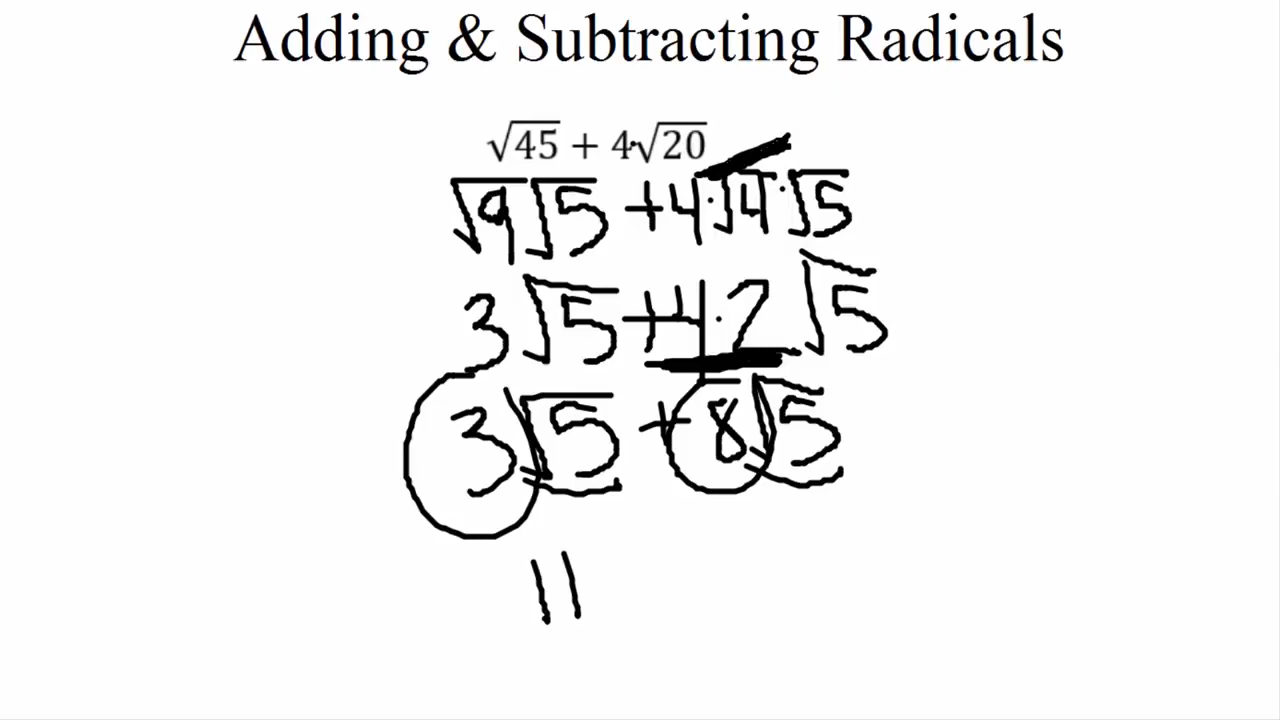 Adding & Subtracting Radicals
√45 + 4·√20
√9 √5 + 4·√4·√5
3√5 + 4·2√5
3√5 + 8√5
11